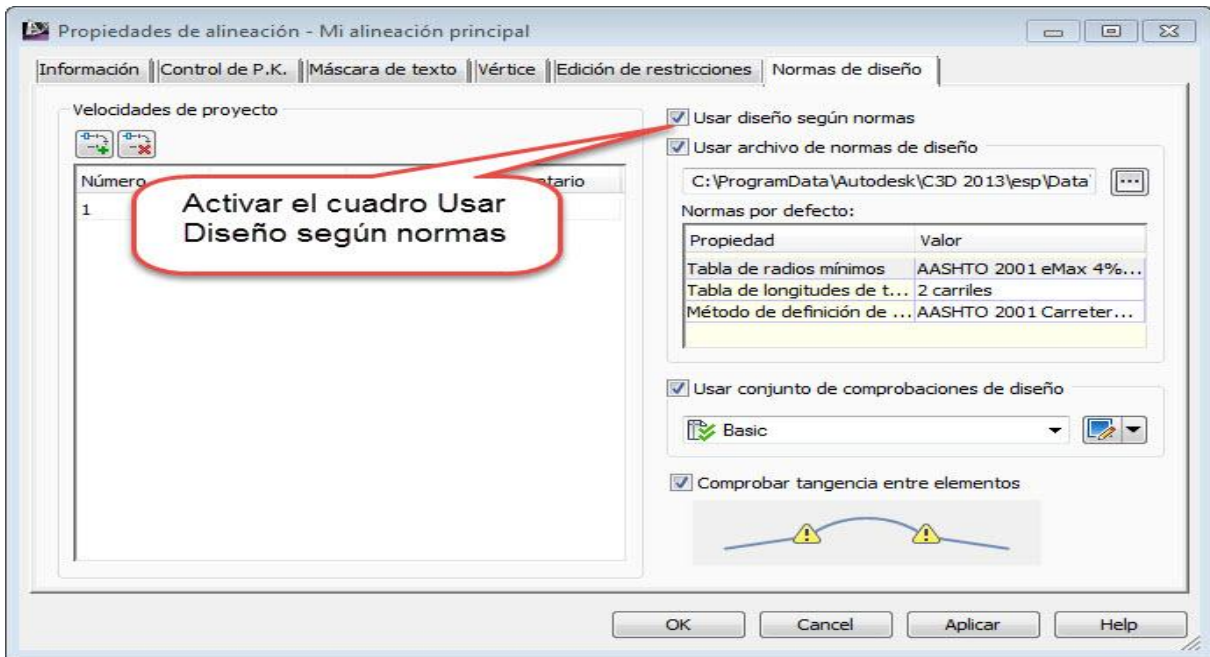 Propiedades de alineación - Mi alineación principal
Información
Control de P.K.
Máscara de texto
Vértice
Edición de restricciones
Normas de diseño
Velocidades de proyecto
Número
1
Activar el cuadro Usar
Diseño según normas
Usar diseño según normas
Usar archivo de normas de diseño
C:\ProgramData\Autodesk\C3D 2013\esp\Data\
Normas por defecto:
Propiedad Valor
Tabla de radios mínimos AASHTO 2001 eMax 4%...
Tabla de longitudes de t... 2 carriles
Método de definición de ... AASHTO 2001 Carreter...
Usar conjunto de comprobaciones de diseño
Basic
Comprobar tangencia entre elementos
OK Cancel Aplicar Help